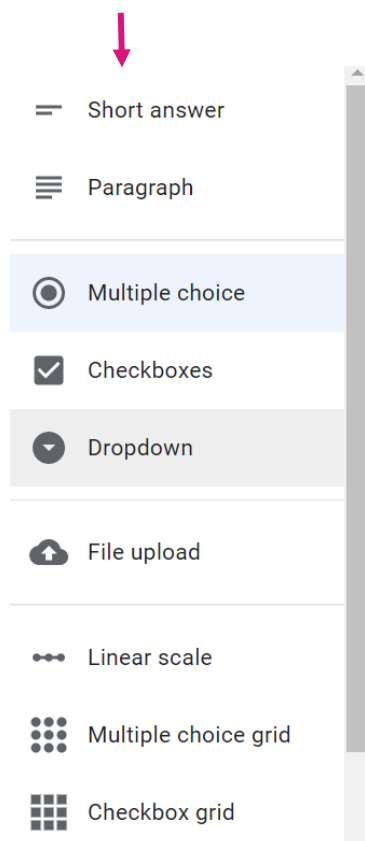 Short answer
Paragraph
Multiple choice
Checkboxes
Dropdown
File upload
Linear scale
Multiple choice grid
Checkbox grid